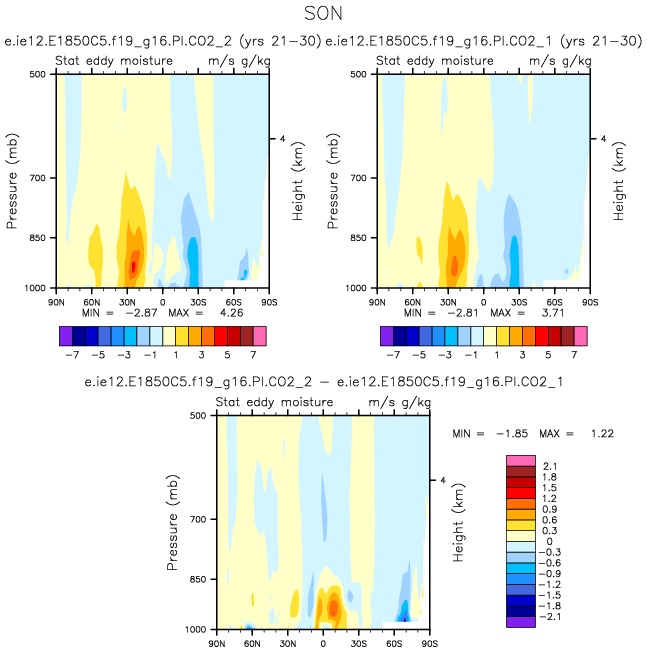 SON
e.ie12.E1850C5.f19_g16.PI.CO2_2 (yrs 21-30) e.ie12.E1850C5.f19_g16.PI.CO2_1 (yrs 21-30)
Stat eddy moisture m/s g/kg Stat eddy moisture m/s g/kg
500 500
4 4
Pressure (mb) Height (km) Pressure (mb) Height (km)
700 700
850 850
1000 1000
90N 60N 30N 0 30S 60S 90S 90N 60N 30N 0 30S 60S 90S
MIN = -2.87 MAX = 4.26 MIN = -2.81 MAX = 3.71
-7 -5 -3 -1 1 3 5 7 -7 -5 -3 -1 1 3 5 7
e.ie12.E1850C5.f19_g16.PI.CO2_2 - e.ie12.E1850C5.f19_g16.PI.CO2_1
Stat eddy moisture m/s g/kg
500
4
Pressure (mb) Height (km)
700
850
1000
90N 60N 30N 0 30S 60S 90S
MIN = -1.85 MAX = 1.22
2.1
1.8
1.5
1.2
0.9
0.6
0.3
0
-0.3
-0.6
-0.9
-1.2
-1.5
-1.8
-2.1